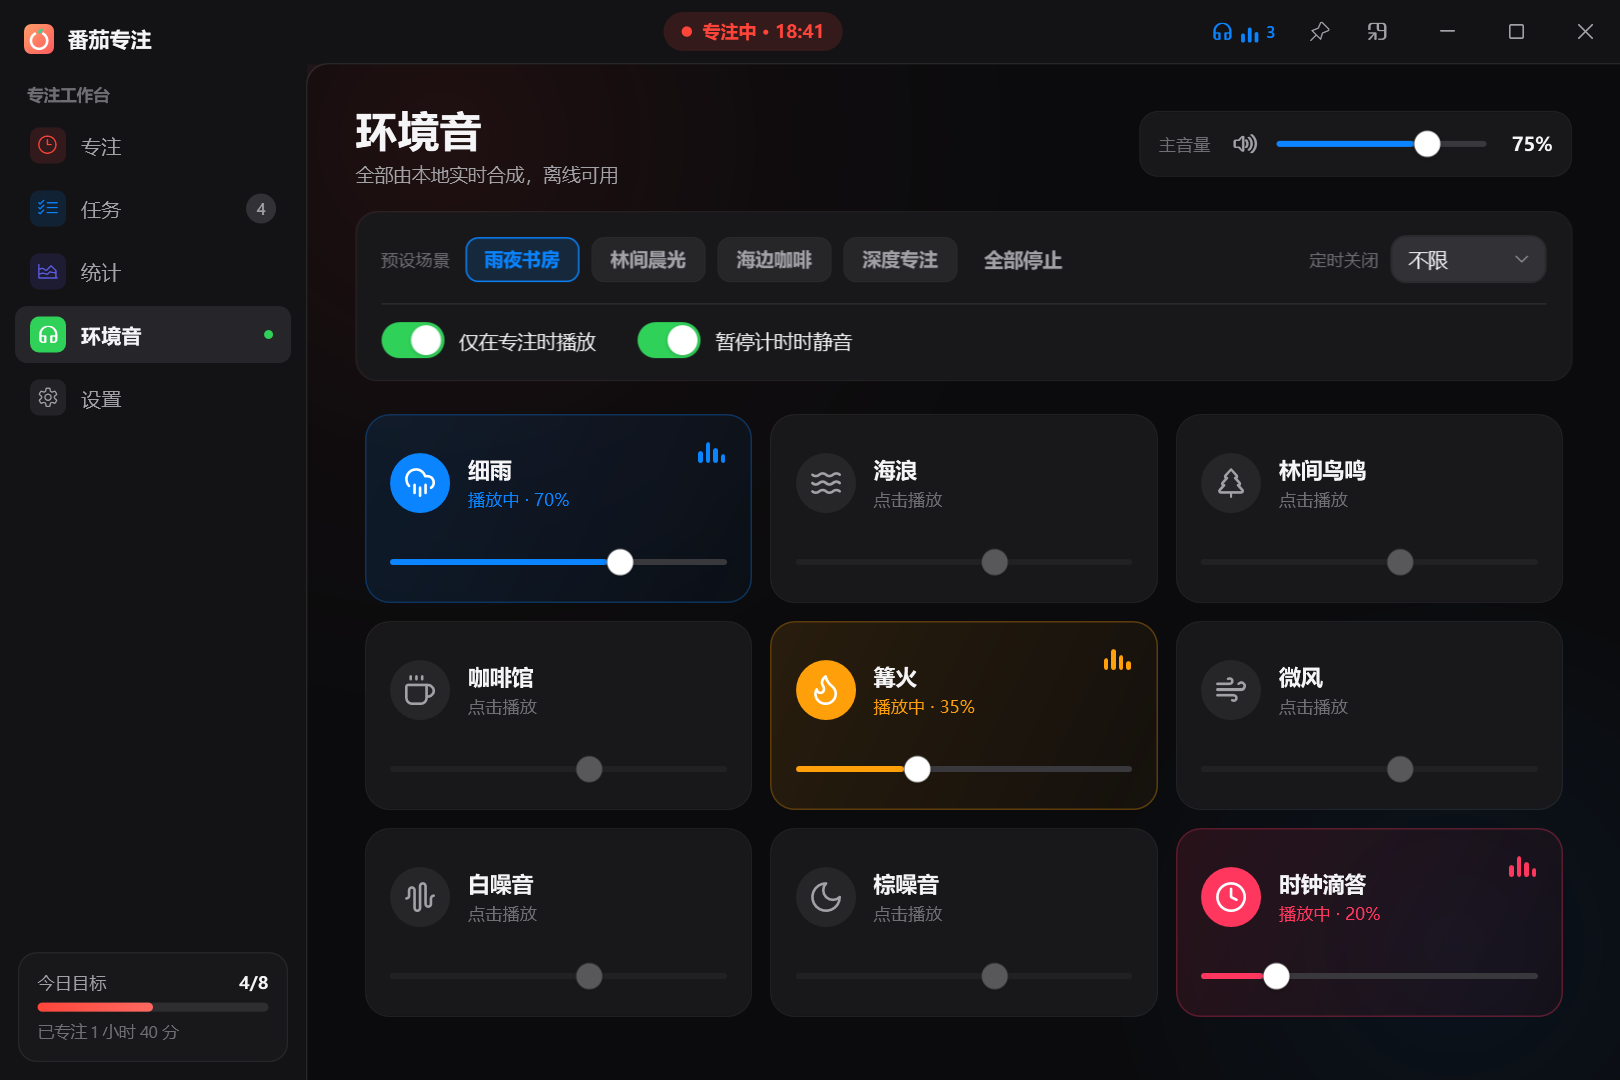 番茄专注
专注中 • 18:41
3
专注工作台
专注
任务
4
统计
环境音
设置
今日目标
4/8
已专注 1 小时 40 分
环境音
全部由本地实时合成，离线可用
主音量
75%
预设场景
雨夜书房
林间晨光
海边咖啡
深度专注
全部停止
定时关闭
不限
仅在专注时播放
暂停计时时静音
细雨
播放中 · 70%
海浪
点击播放
林间鸟鸣
点击播放
咖啡馆
点击播放
篝火
播放中 · 35%
微风
点击播放
白噪音
点击播放
棕噪音
点击播放
时钟滴答
播放中 · 20%